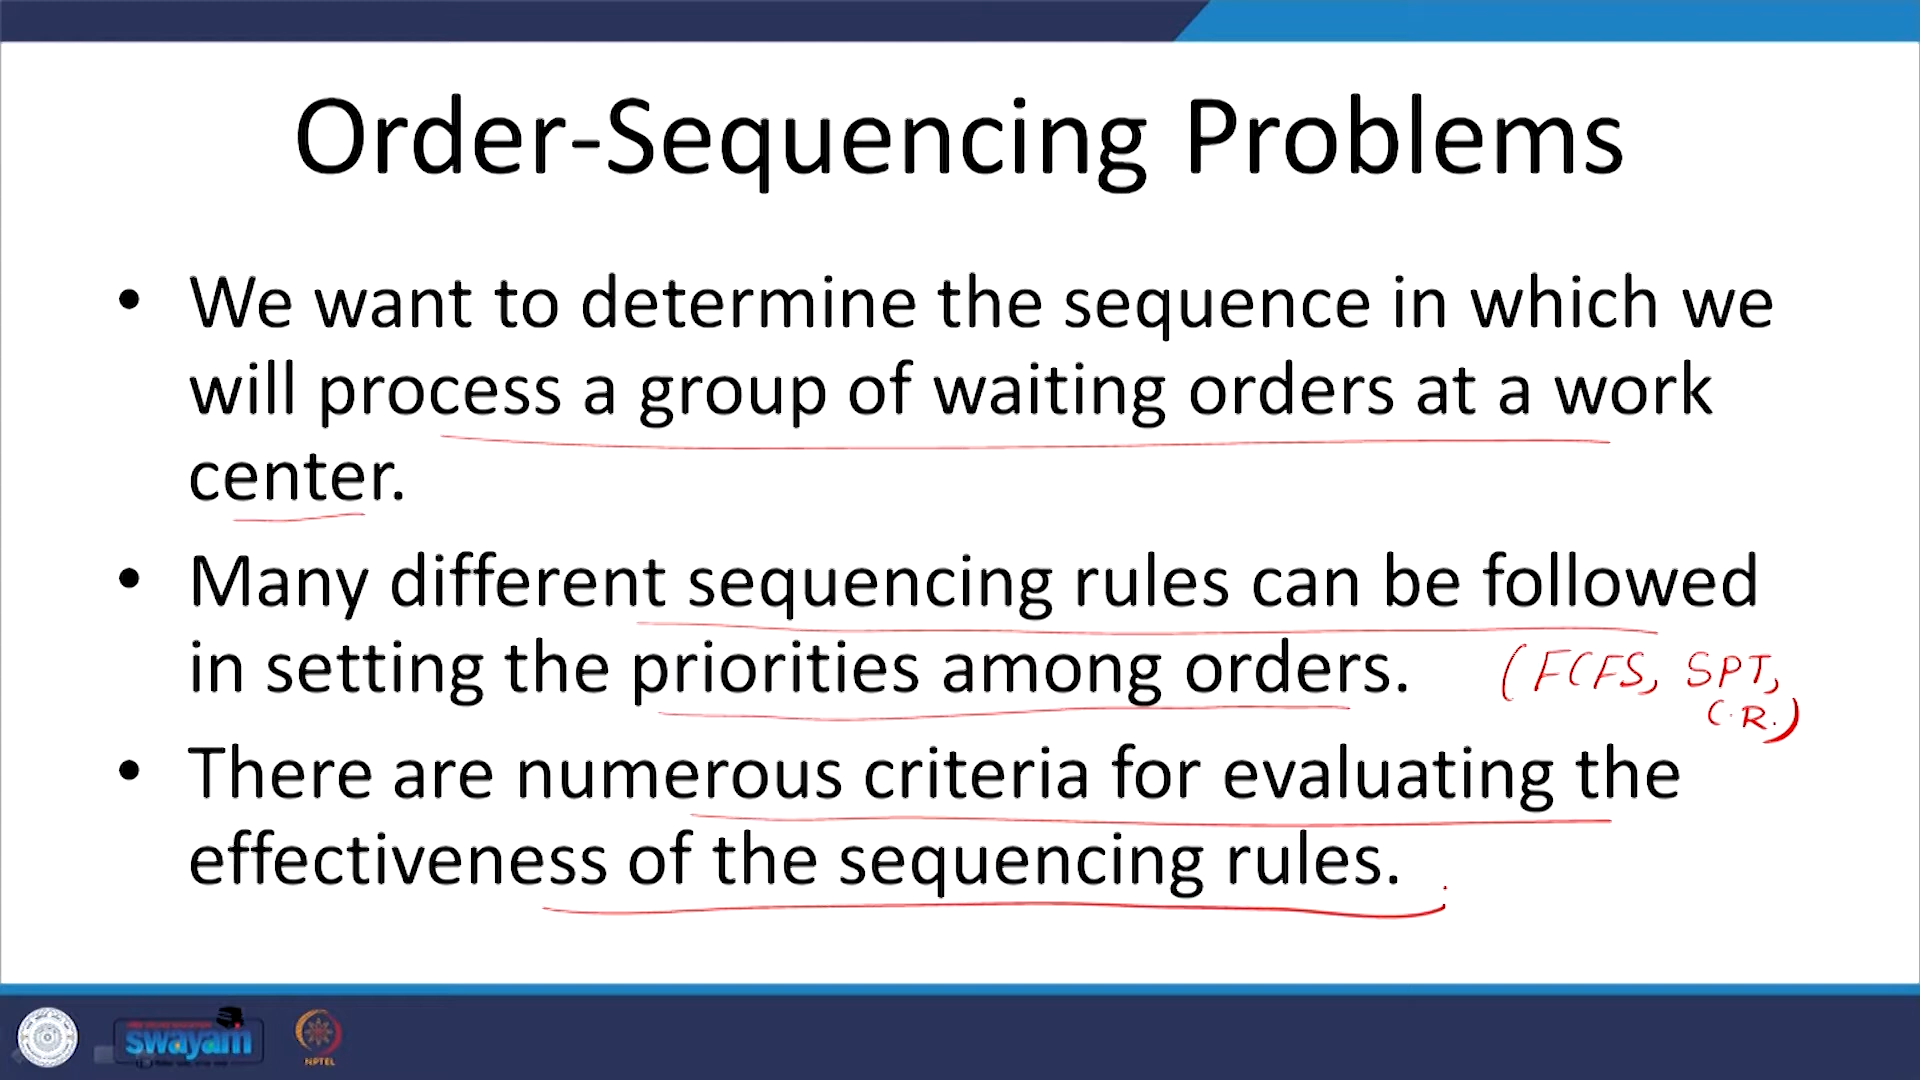 Order-Sequencing Problems
• We want to determine the sequence in which we
will process a group of waiting orders at a work
center.
• Many different sequencing rules can be followed
in setting the priorities among orders. (FCFS, SPT,
C.R.)
• There are numerous criteria for evaluating the
effectiveness of the sequencing rules.
swayam
NPTEL